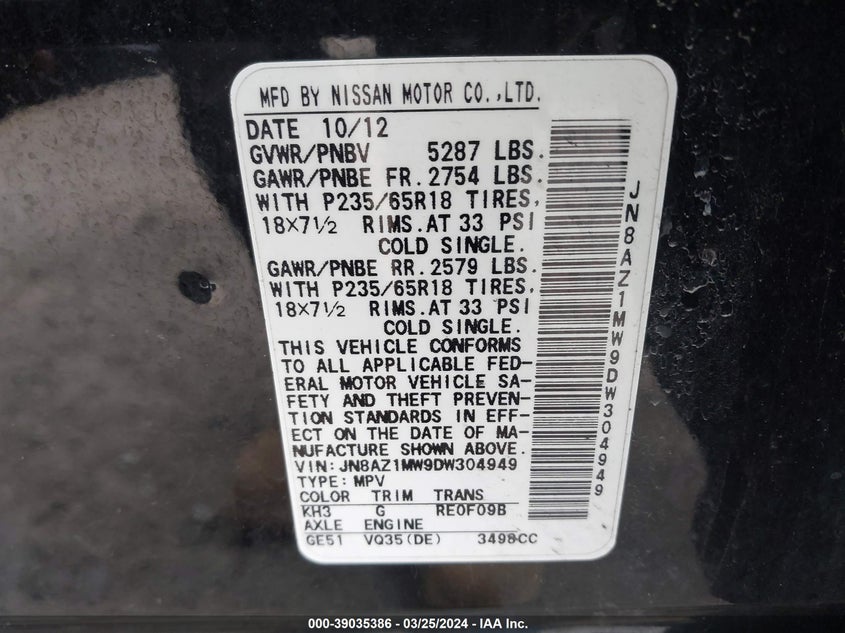 MFD BY NISSAN MOTOR CO.,LTD.
DATE 10/12
GVWR/PNBV 5287 LBS.
GAWR/PNBE FR. 2754 LBS.
WITH P235/65R18 TIRES,
18×7½ RIMS.AT 33 PSI
COLD SINGLE.
GAWR/PNBE RR. 2579 LBS.
WITH P235/65R18 TIRES,
18×7½ RIMS.AT 33 PSI
COLD SINGLE.
THIS VEHICLE CONFORMS
TO ALL APPLICABLE FED-
ERAL MOTOR VEHICLE SA-
FETY AND THEFT PREVEN-
TION STANDARDS IN EFF-
ECT ON THE DATE OF MA-
NUFACTURE SHOWN ABOVE.
VIN: JN8AZ1MW9DW304949
TYPE: MPV
COLOR TRIM TRANS
KH3 G RE0F09B
AXLE ENGINE
GE51 VQ35(DE) 3498CC
JN8AZ1MW9DW304949
000-39035386 - 03/25/2024 - IAA Inc.